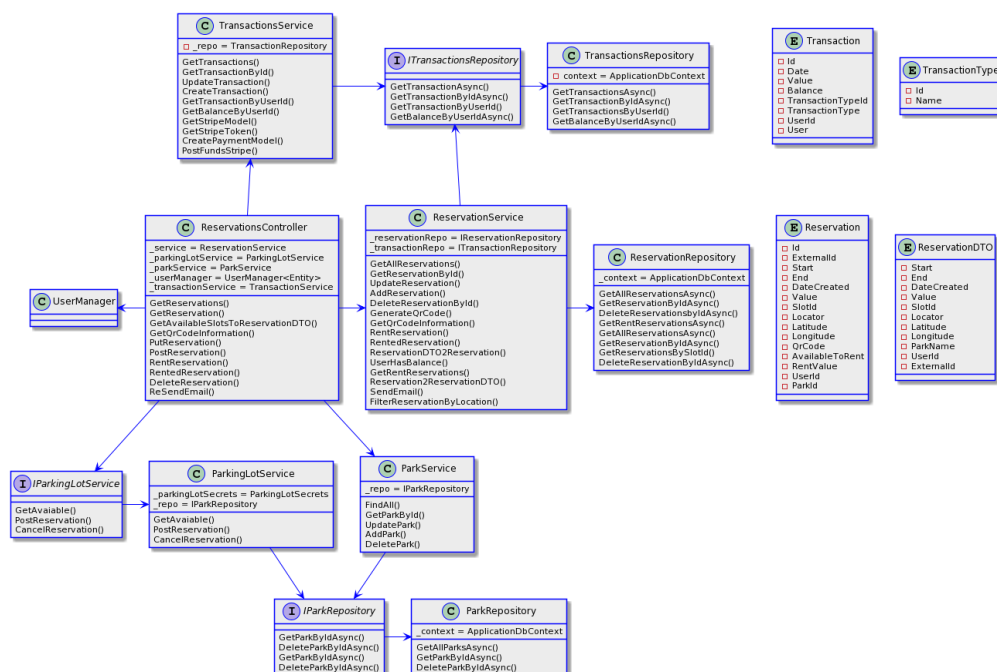 C TransactionsService
_repo = TransactionRepository
GetTransactions()
GetTransactionById()
UpdateTransaction()
CreateTransaction()
GetTransactionByUserId()
GetBalanceByUserId()
GetStripeModel()
GetStripeToken()
CreatePaymentModel()
PostFundsStripe()
I ITransactionsRepository
GetTransactionAsync()
GetTransactionByIdAsync()
GetTransactionByUserId()
GetBalanceByUserIdAsync()
C TransactionsRepository
context = ApplicationDbContext
GetTransactionsAsync()
GetTransactionByIdAsync()
GetTransactionsByUserId()
GetBalanceByUserIdAsync()
E Transaction
Id
Date
Value
Balance
TransactionTypeId
TransactionType
UserId
User
E TransactionType
Id
Name
C UserManager
C ReservationsController
_service = ReservationService
_parkingLotService = ParkingLotService
_parkService = ParkService
_userManager = UserManager<Entity>
_transactionService = TransactionService
GetReservations()
GetReservation()
GetAvailableSlotsToReservationDTO()
GetQrCodeInformation()
PutReservation()
PostReservation()
RentReservation()
RentedReservation()
DeleteReservation()
ReSendEmail()
C ReservationService
_reservationRepo = IReservationRepository
_transactionRepo = ITransactionRepository
GetAllReservations()
GetReservationById()
UpdateReservation()
AddReservation()
DeleteReservationById()
GenerateQrCode()
GetQrCodeInformation()
RentReservation()
RentedReservation()
ReservationDTO2Reservation()
UserHasBalance()
GetRentReservations()
Reservation2ReservationDTO()
SendEmail()
FilterReservationByLocation()
C ReservationRepository
_context = ApplicationDbContext
GetAllReservationsAsync()
GetReservationByIdAsync()
DeleteReservationsbyIdAsync()
GetRentReservationsAsync()
GetAllReservationsAsync()
GetReservationByIdAsync()
GetReservationsBySlotId()
DeleteReservationByIdAsync()
E Reservation
Id
ExternalId
Start
End
DateCreated
Value
SlotId
Locator
Latitude
Longitude
QrCode
AvailableToRent
RentValue
UserId
ParkId
E ReservationDTO
Start
End
DateCreated
Value
SlotId
Locator
Latitude
Longitude
ParkName
UserId
ExternalId
I IParkingLotService
GetAvaiable()
PostReservation()
CancelReservation()
C ParkingLotService
_parkingLotSecrets = ParkingLotSecrets
_repo = IParkRepository
GetAvaiable()
PostReservation()
CancelReservation()
C ParkService
_repo = IParkRepository
FindAll()
GetParkById()
UpdatePark()
AddPark()
DeletePark()
I IParkRepository
GetParkByIdAsync()
DeleteParkByIdAsync()
GetParkByIdAsync()
DeleteParkByIdAsync()
C ParkRepository
_context = ApplicationDbContext
GetAllParksAsync()
GetParkByIdAsync()
DeleteParkByIdAsync()